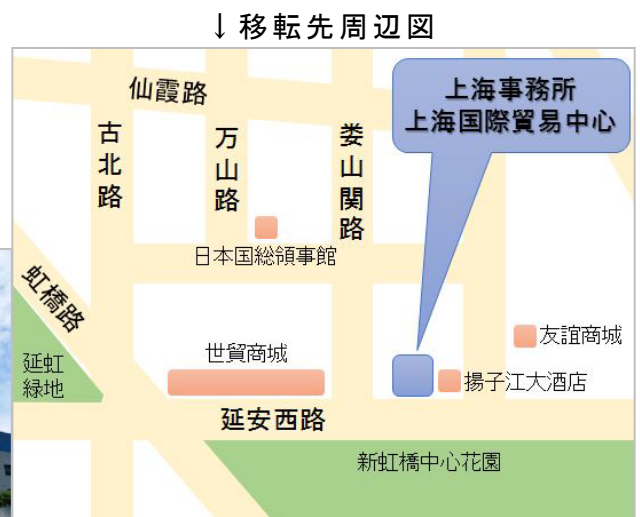 ↓移転先周辺図
仙霞路
上海事務所
上海国際貿易中心
古北路
万山路
娄山関路
日本国総領事館
虹橋路
延虹
緑地
世貿商城
友誼商城
揚子江大酒店
延安西路
新虹橋中心花園